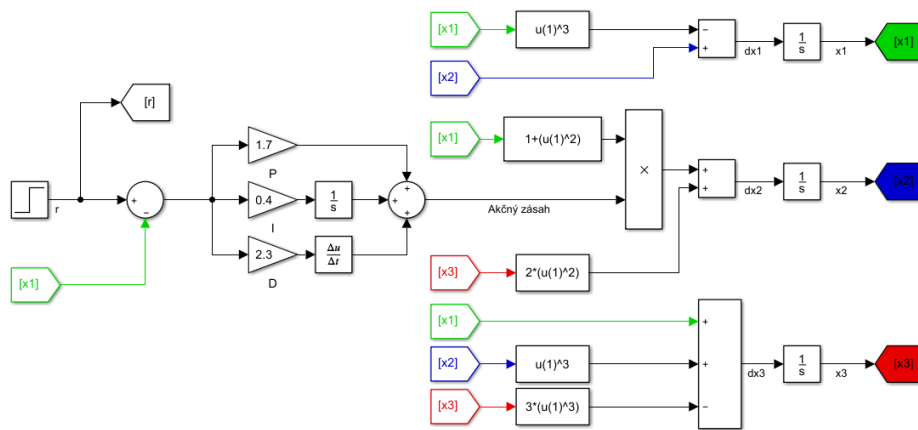 [x1]
u(1)^3
−
+
dx1
1
s
x1
[x1]
[x2]
[r]
[x1]
1+(u(1)^2)
×
1.7
P
+
+
dx2
1
s
x2
[x2]
r
+
−
0.4
I
1
s
+
+
+
Akčný zásah
2.3
D
Δu
Δt
[x1]
[x3]
2*(u(1)^2)
[x1]
+
[x2]
u(1)^3
+
dx3
1
s
x3
[x3]
[x3]
3*(u(1)^3)
−